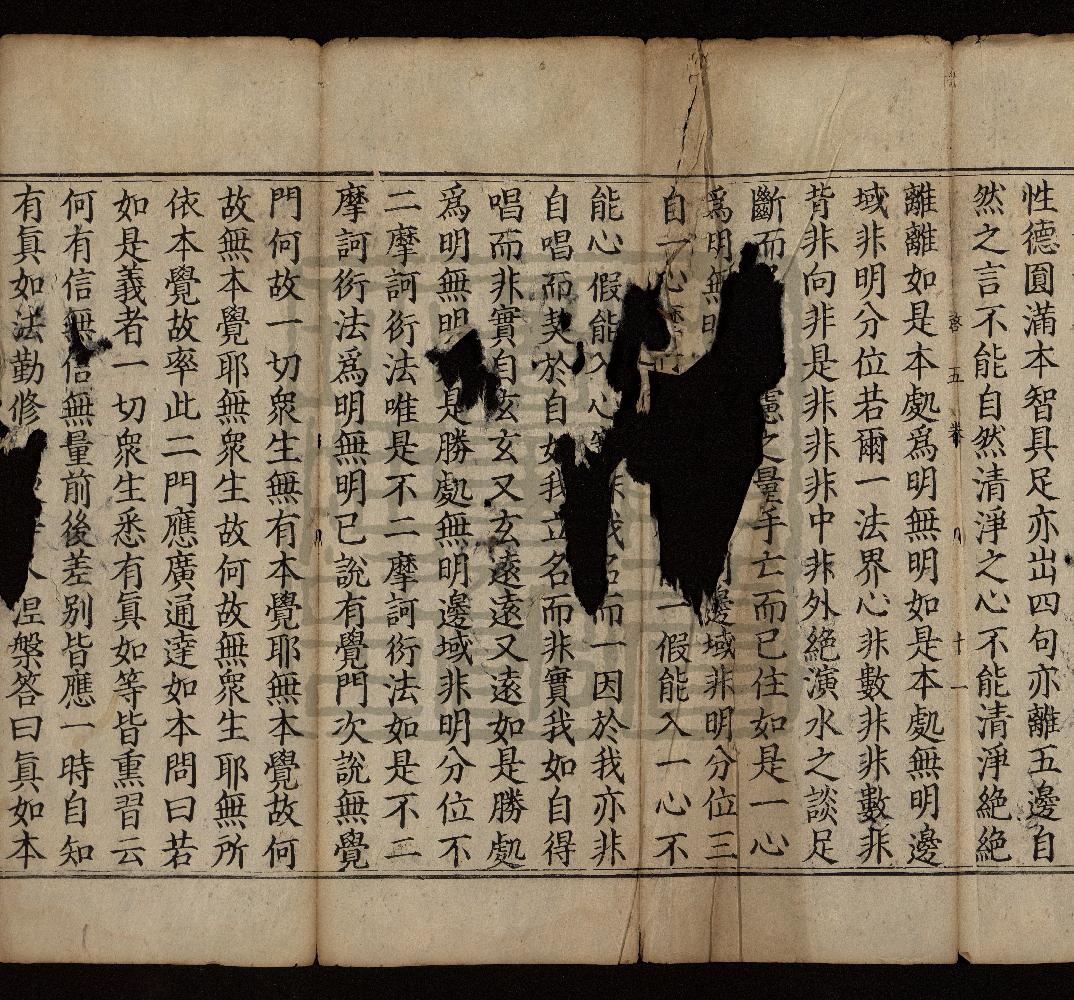 性德圓滿本智具足亦出四句亦離五邊自
然之言不能自然清淨之心不能清淨絶絶
啓五 卷 十一
離離如是本處爲明無明如是本處無明邊
域非明分位若爾一法界心非數非非數非
背非向非是非非非中非外絶演水之談足
斷而慮之量手亡而已住如是一心
爲明無明邊域非明分位三
自一心一假能入一心不
能心假能入心非我名而一因於我亦非
自唱而契於自如我立名而非實我如自得
唱而非實自玄玄又玄遠遠又遠如是勝處
爲明無明是勝處無明邊域非明分位不
二摩訶衍法唯是不二摩訶衍法如是不二
摩訶衍法爲明無明已說有覺門次說無覺
門何故一切衆生無有本覺耶無本覺故何
故無本覺耶無衆生故何故無衆生耶無所
依本覺故率此二門應廣通達如本問曰若
如是義者一切衆生悉有眞如等皆熏習云
何有信無信無量前後差別皆應一時自知
有眞如法勤修入涅槃答曰眞如本